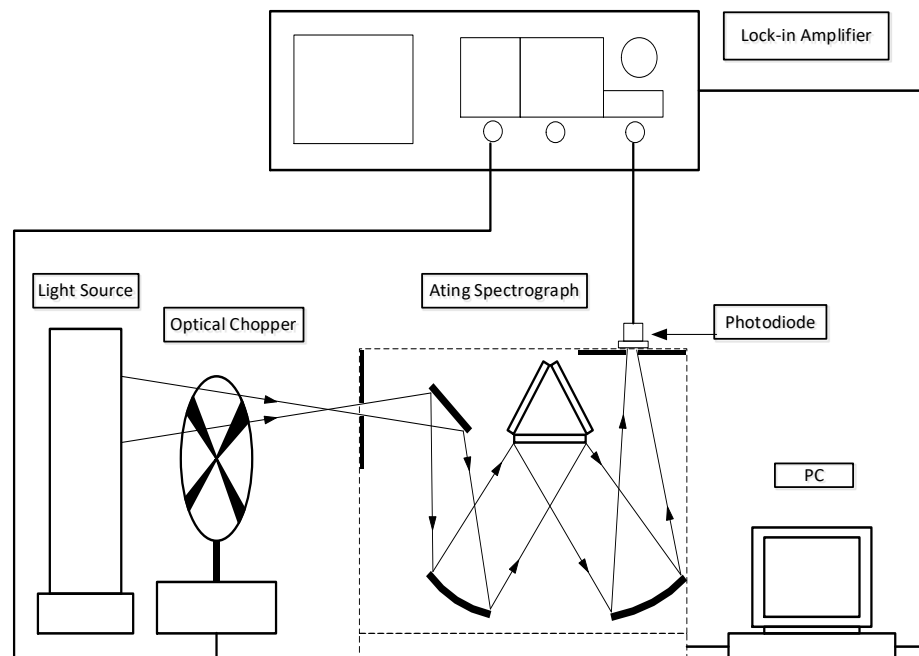 Lock-in Amplifier
Light Source
Ating Spectrograph
Optical Chopper
Photodiode
PC